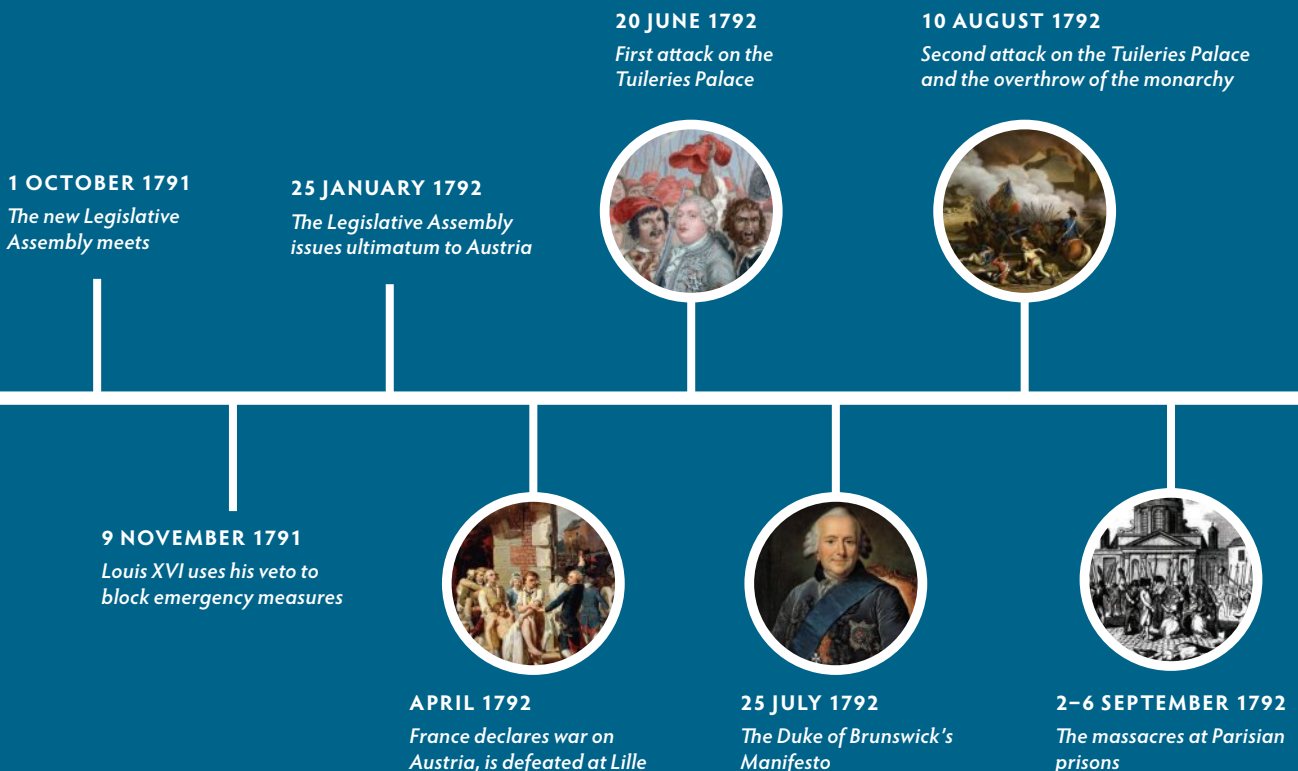 1 OCTOBER 1791
The new Legislative
Assembly meets
9 NOVEMBER 1791
Louis XVI uses his veto to
block emergency measures
25 JANUARY 1792
The Legislative Assembly
issues ultimatum to Austria
APRIL 1792
France declares war on
Austria, is defeated at Lille
20 JUNE 1792
First attack on the
Tuileries Palace
25 JULY 1792
The Duke of Brunswick’s
Manifesto
10 AUGUST 1792
Second attack on the Tuileries Palace
and the overthrow of the monarchy
2–6 SEPTEMBER 1792
The massacres at Parisian
prisons